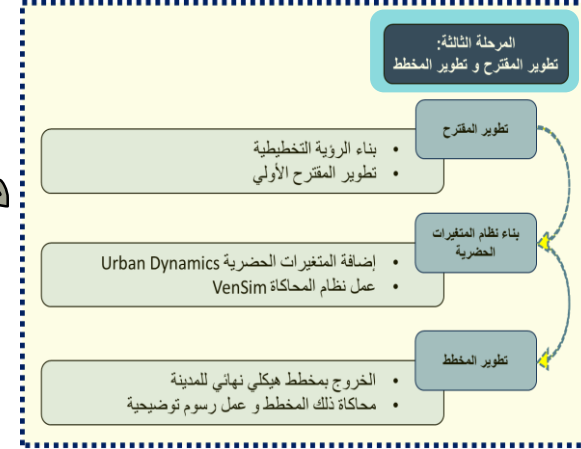 المرحلة الثالثة:
تطوير المقترح و تطوير المخطط
تطوير المقترح
• بناء الرؤية التخطيطية
• تطوير المقترح الأولي
بناء نظام المتغيرات
الحضرية
• إضافة المتغيرات الحضرية Urban Dynamics
• عمل نظام المحاكاة VenSim
تطوير المخطط
• الخروج بمخطط هيكلي نهائي للمدينة
• محاكاة ذلك المخطط و عمل رسوم توضيحية